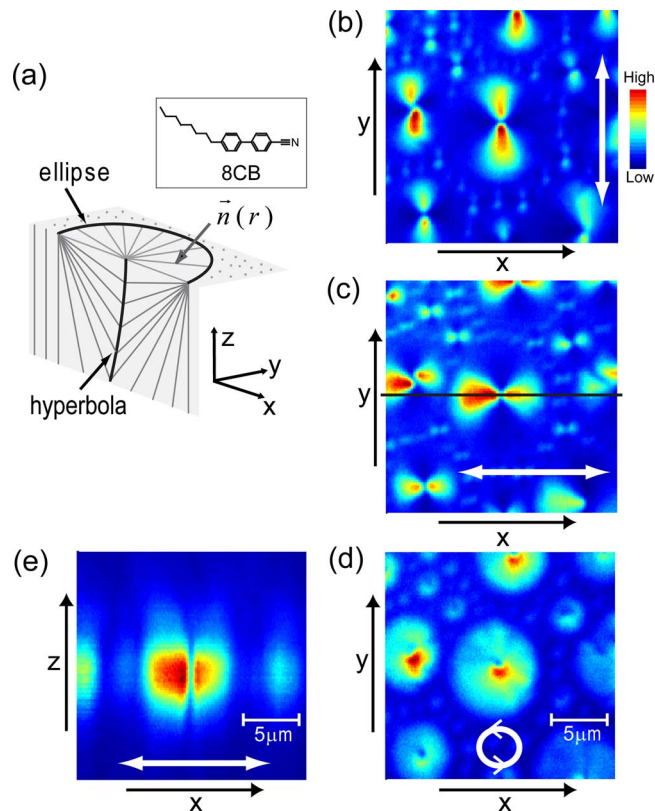 (a)
N
8CB
ellipse
n(r)
hyperbola
z
y
x
(b)
y
x
High
Low
(c)
y
x
(e)
z
5μm
x
(d)
y
5μm
x